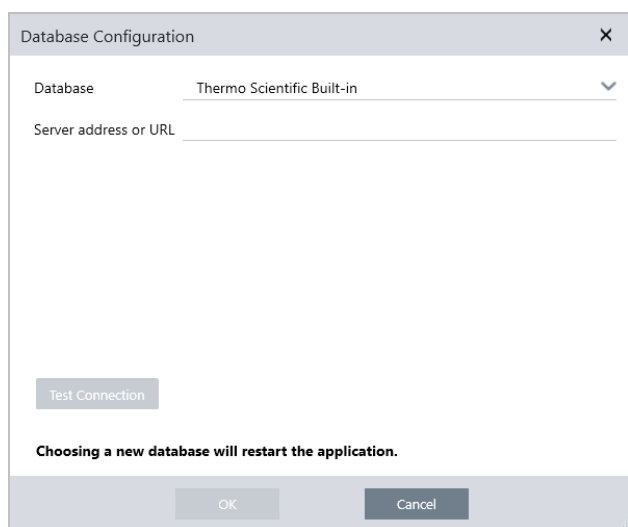 Database Configuration
Database Thermo Scientific Built-in
Server address or URL
Test Connection
Choosing a new database will restart the application.
OK Cancel